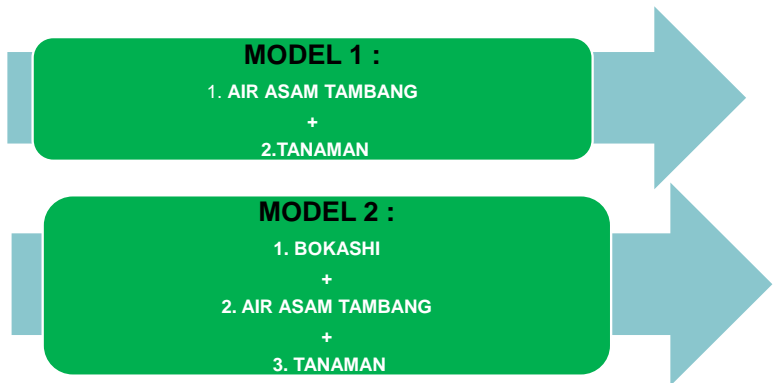 MODEL 1 :
1. AIR ASAM TAMBANG
+
2.TANAMAN
MODEL 2 :
1. BOKASHI
+
2. AIR ASAM TAMBANG
+
3. TANAMAN